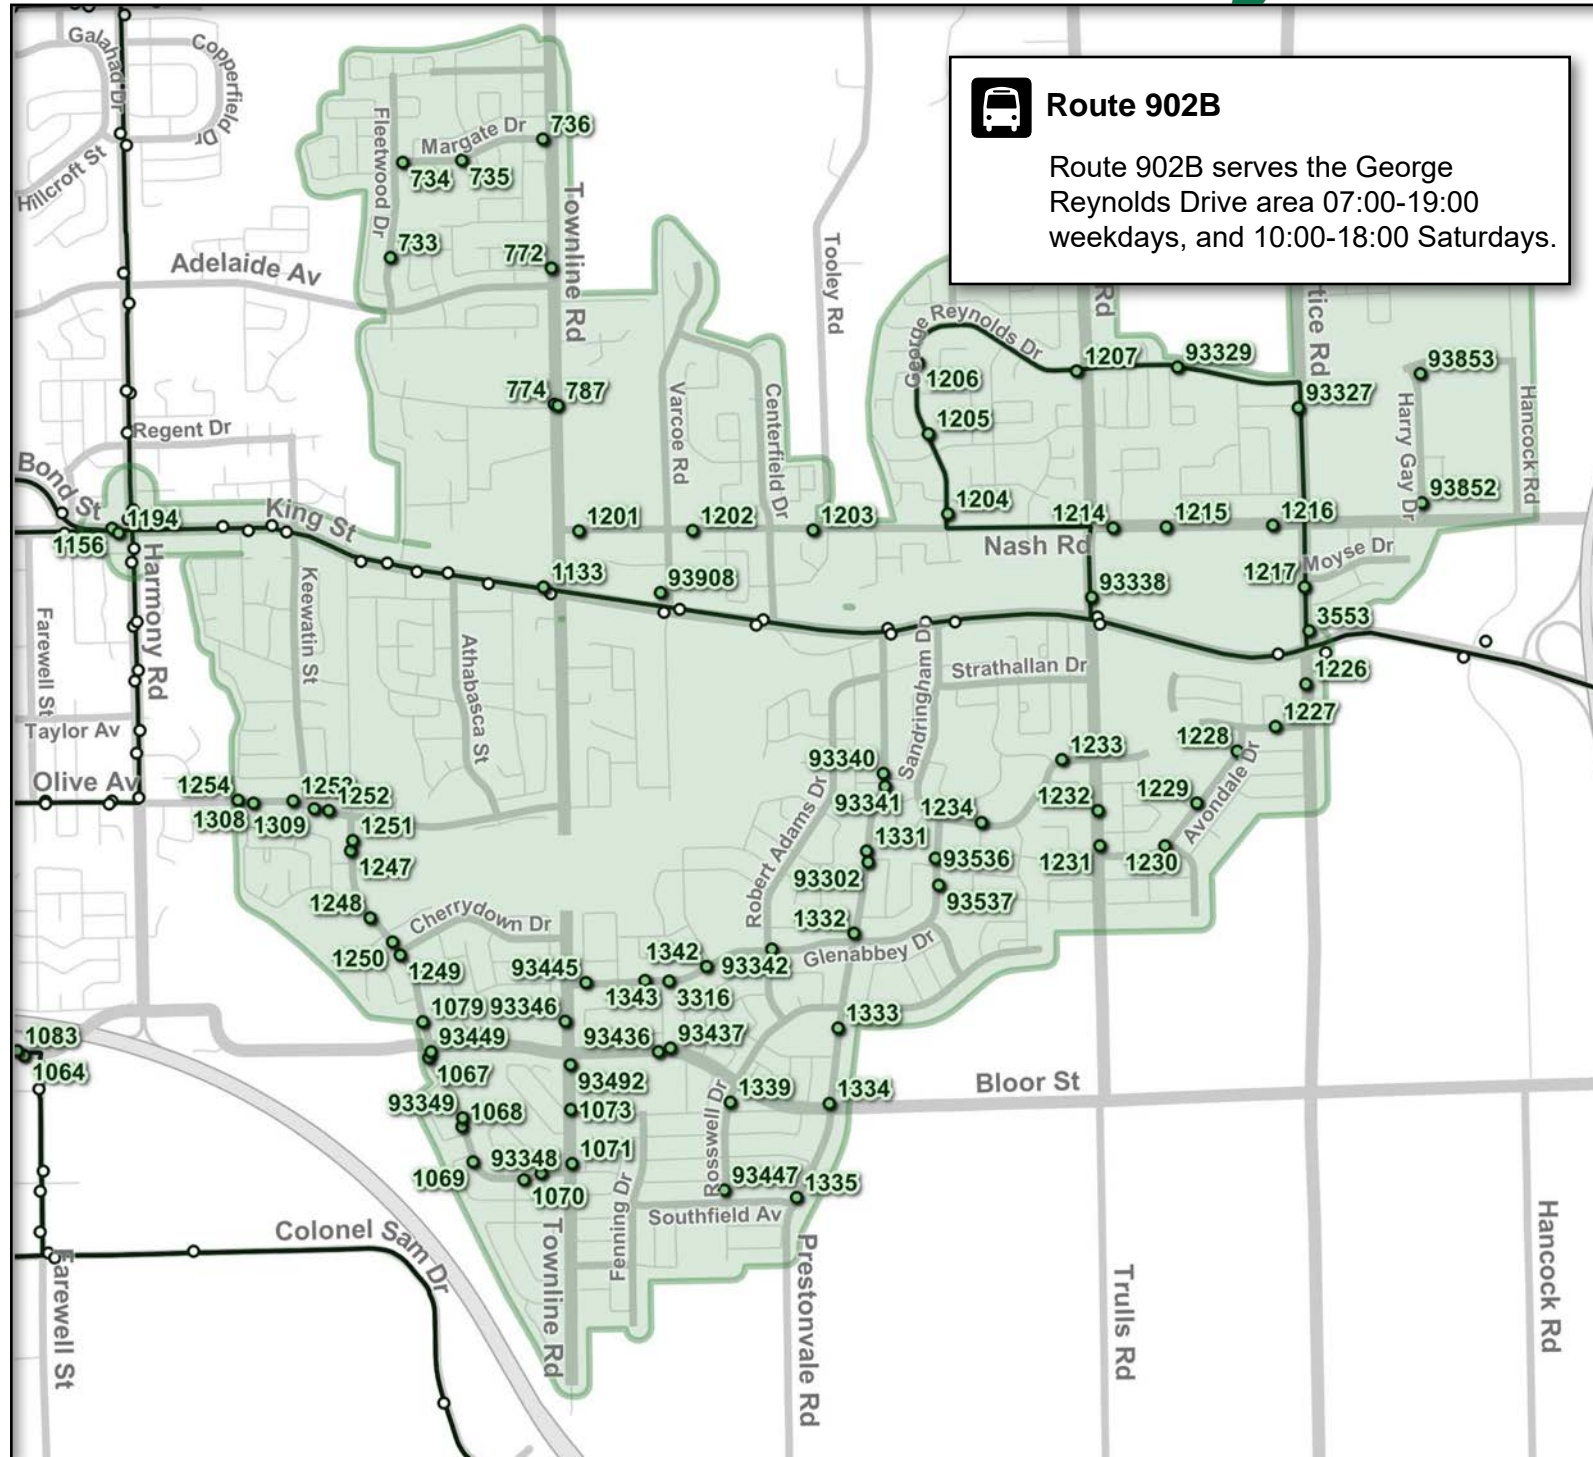 Route 902B
Route 902B serves the George
Reynolds Drive area 07:00-19:00
weekdays, and 10:00-18:00 Saturdays.
Galahad Dr
Copperfield Dr
Hillcroft St
Fleetwood Dr
Margate Dr
736
734
735
Townline Rd
733
772
Adelaide Av
Tooley Rd
Rd
tice Rd
George Reynolds Dr
1207
93329
93853
1206
93327
774
787
Varcoe Rd
Centerfield Dr
Harry Gay Dr
Hancock Rd
1205
Regent Dr
Bond St
King St
1194
1156
1201
1202
1203
1204
1214
1215
1216
93852
Nash Rd
Harmony Rd
Moyse Dr
1133
93908
93338
1217
3553
Farewell St
Keewatin St
Athabasca St
Sandringham Dr
Strathallan Dr
1226
Taylor Av
1227
1228
1233
Olive Av
93340
93341
1254
1252
1308
1309
1251
1247
Robert Adams Dr
1234
1232
1229
Avondale Dr
1331
93302
93536
1231
1230
93537
1248
Cherrydown Dr
1332
Glenabbey Dr
1250
1249
93445
1342
93342
1343
3316
1079
93346
1333
1083
93449
93436
93437
1064
1067
93492
Bloor St
93349
1068
1073
Rosswell Dr
1339
1334
1071
93348
1069
1070
93447
1335
Fenning Dr
Southfield Av
Colonel Sam Dr
Farewell St
Townline Rd
Prestonvale Rd
Trulls Rd
Hancock Rd